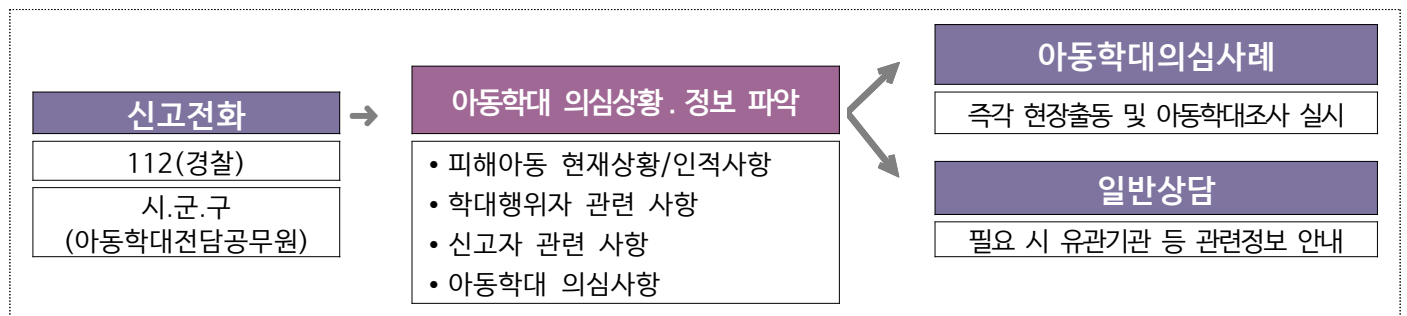 신고전화
112(경찰)
시.군.구
(아동학대전담공무원)
➜
아동학대 의심상황 . 정보 파악
• 피해아동 현재상황/인적사항
• 학대행위자 관련 사항
• 신고자 관련 사항
• 아동학대 의심사항
아동학대의심사례
즉각 현장출동 및 아동학대조사 실시
일반상담
필요 시 유관기관 등 관련정보 안내